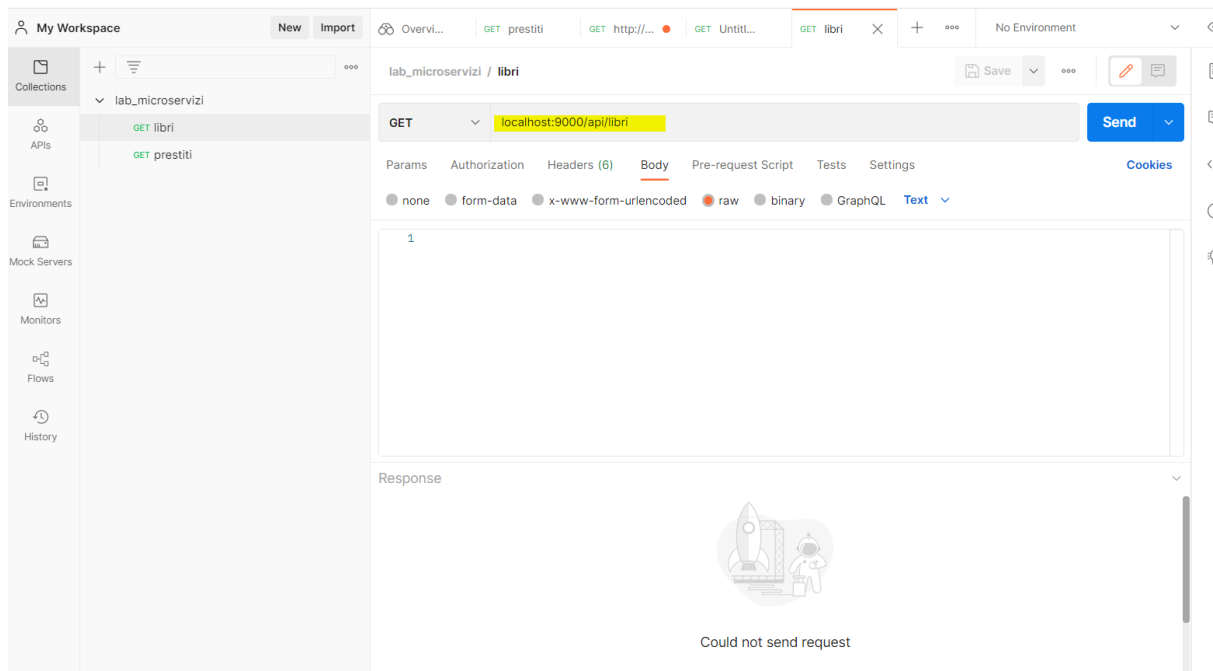 My Workspace
New
Import
Overvi...
GET prestiti
GET http://...
GET Untitl...
GET libri
No Environment
Collections
APIs
Environments
Mock Servers
Monitors
Flows
History
lab_microservizi
GET libri
GET prestiti
lab_microservizi / libri
Save
GET
localhost:9000/api/libri
Send
Params Authorization Headers (6) Body Pre-request Script Tests Settings
Cookies
none form-data x-www-form-urlencoded raw binary GraphQL Text
1
Response
Could not send request